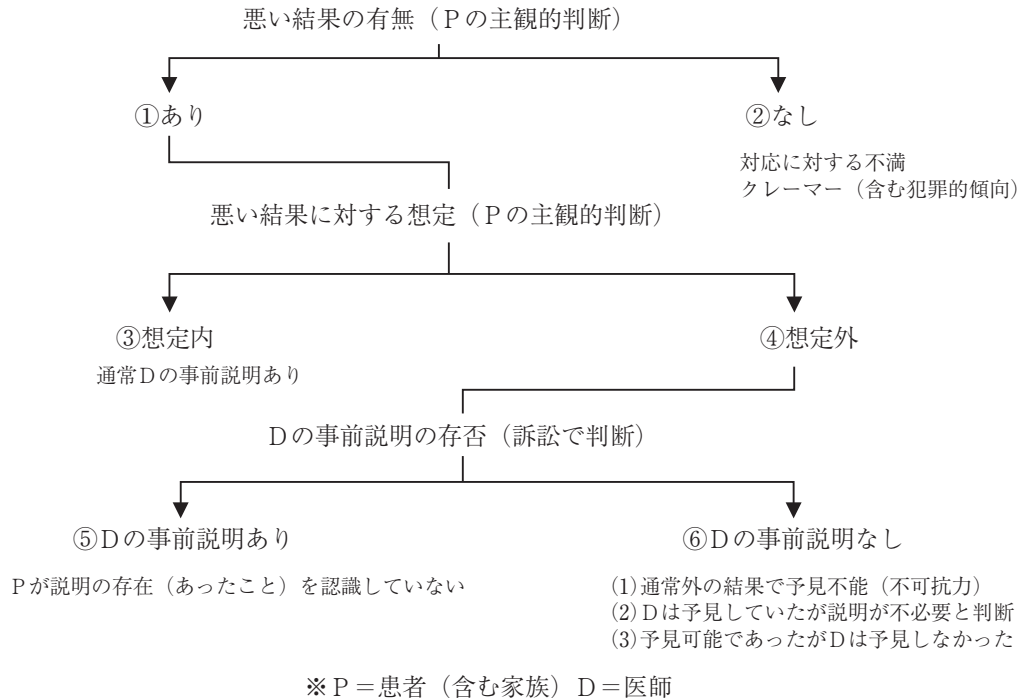 悪い結果の有無（Ｐの主観的判断）
①あり
②なし
対応に対する不満
クレーマー（含む犯罪的傾向）
悪い結果に対する想定（Ｐの主観的判断）
③想定内
④想定外
通常Ｄの事前説明あり
Ｄの事前説明の存否（訴訟で判断）
⑤Ｄの事前説明あり
⑥Ｄの事前説明なし
Ｐが説明の存在（あったこと）を認識していない
(1)通常外の結果で予見不能（不可抗力）
(2)Ｄは予見していたが説明が不必要と判断
(3)予見可能であったがＤは予見しなかった
※Ｐ＝患者（含む家族）Ｄ＝医師